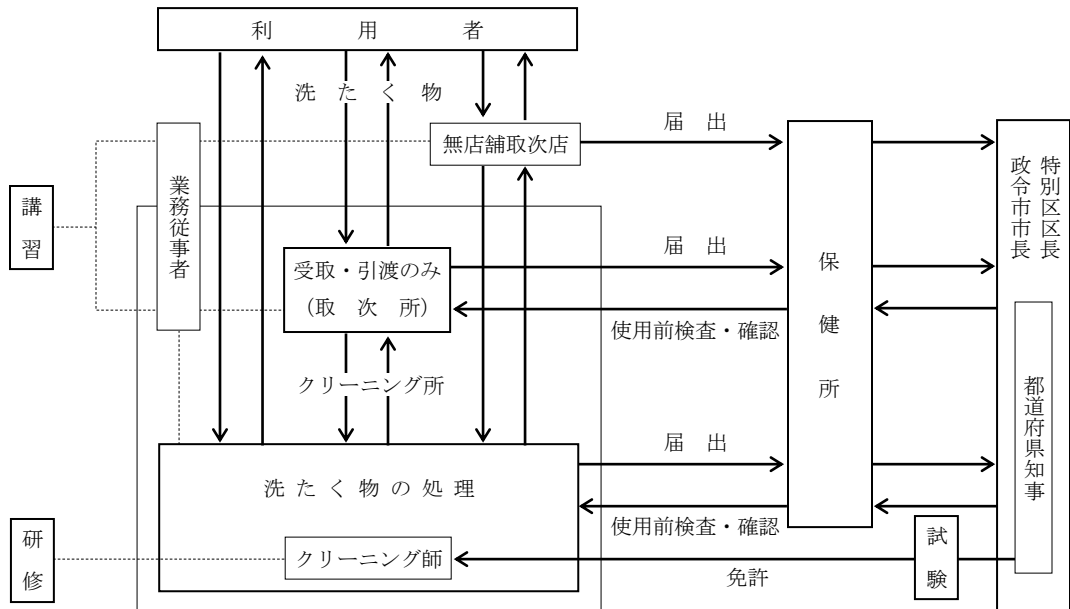 利用者
洗たく物
無店舗取次店
届出
業務従事者
講習
受取・引渡のみ
（取次所）
届出
使用前検査・確認
クリーニング所
保健所
特別区区長
政令市市長
都道府県知事
洗たく物の処理
届出
使用前検査・確認
研修
クリーニング師
免許
試験